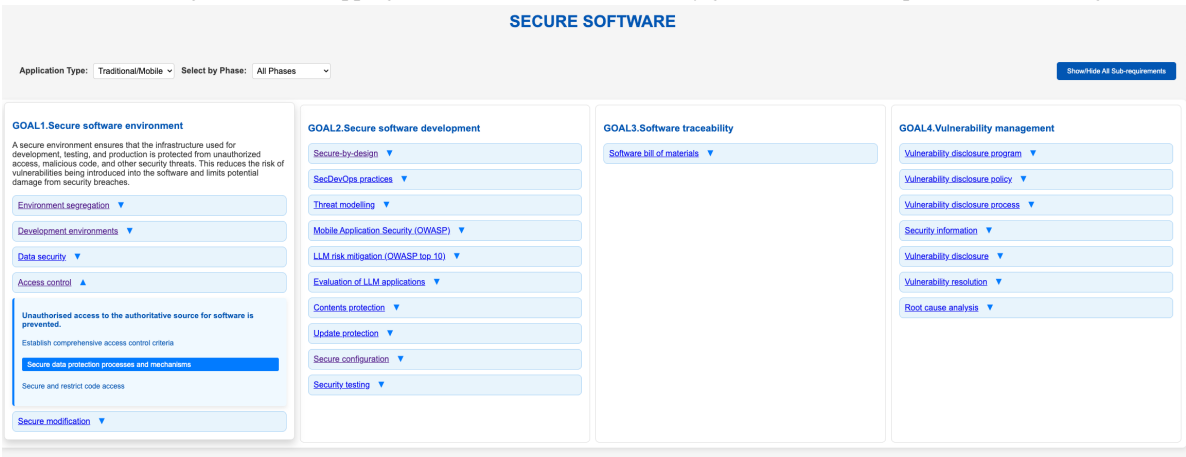 SECURE SOFTWARE
Application Type: Traditional/Mobile Select by Phase: All Phases
Show/Hide All Sub-requirements
GOAL1.Secure software environment
A secure environment ensures that the infrastructure used for
development, testing, and production is protected from unauthorized
access, malicious code, and other security threats. This reduces the risk of
vulnerabilities being introduced into the software and limits potential
damage from security breaches.
Environment segregation ▼
Development environments ▼
Data security ▼
Access control ▲
Unauthorised access to the authoritative source for software is
prevented.
Establish comprehensive access control criteria
Secure data protection processes and mechanisms
Secure and restrict code access
Secure modification ▼
GOAL2.Secure software development
Secure-by-design ▼
SecDevOps practices ▼
Threat modelling ▼
Mobile Application Security (OWASP) ▼
LLM risk mitigation (OWASP top 10) ▼
Evaluation of LLM applications ▼
Contents protection ▼
Update protection ▼
Secure configuration ▼
Security testing ▼
GOAL3.Software traceability
Software bill of materials ▼
GOAL4.Vulnerability management
Vulnerability disclosure program ▼
Vulnerability disclosure policy ▼
Vulnerability disclosure process ▼
Security information ▼
Vulnerability disclosure ▼
Vulnerability resolution ▼
Root cause analysis ▼